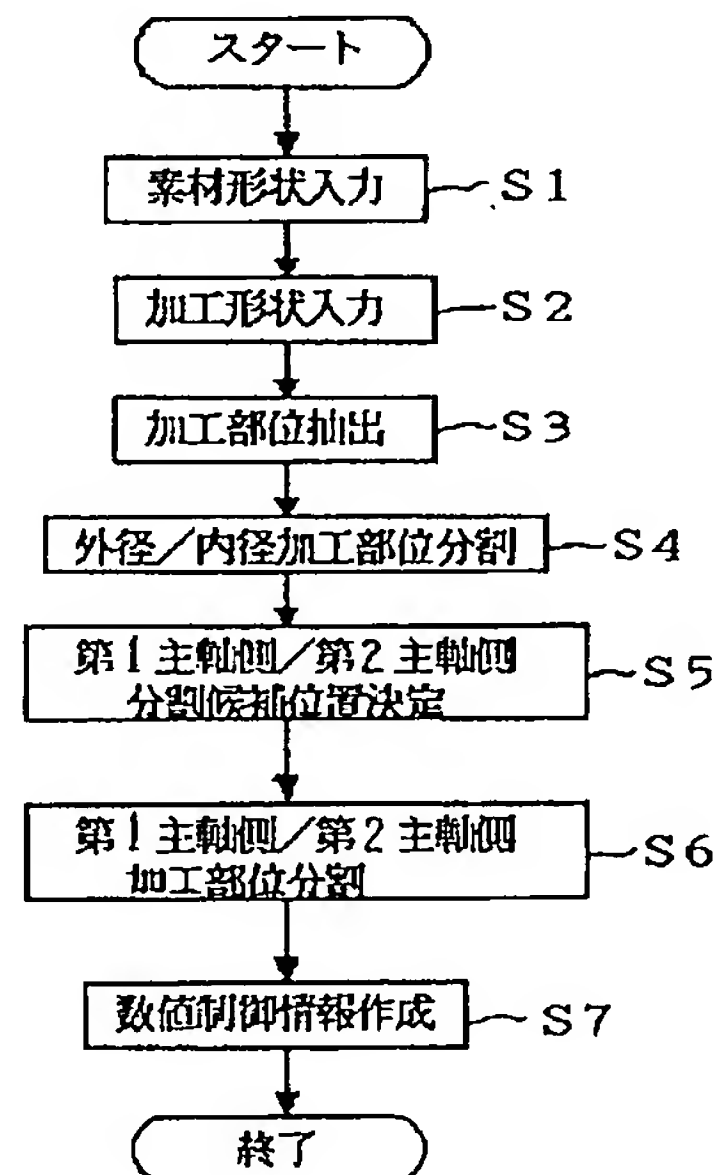 スタート
素材形状入力 S1
加工形状入力 S2
加工部位抽出 S3
外径/内径加工部位分割 S4
第1主軸側/第2主軸側 S5
分割候補位置決定
第1主軸側/第2主軸側 S6
加工部位分割
数値制御情報作成 S7
終了